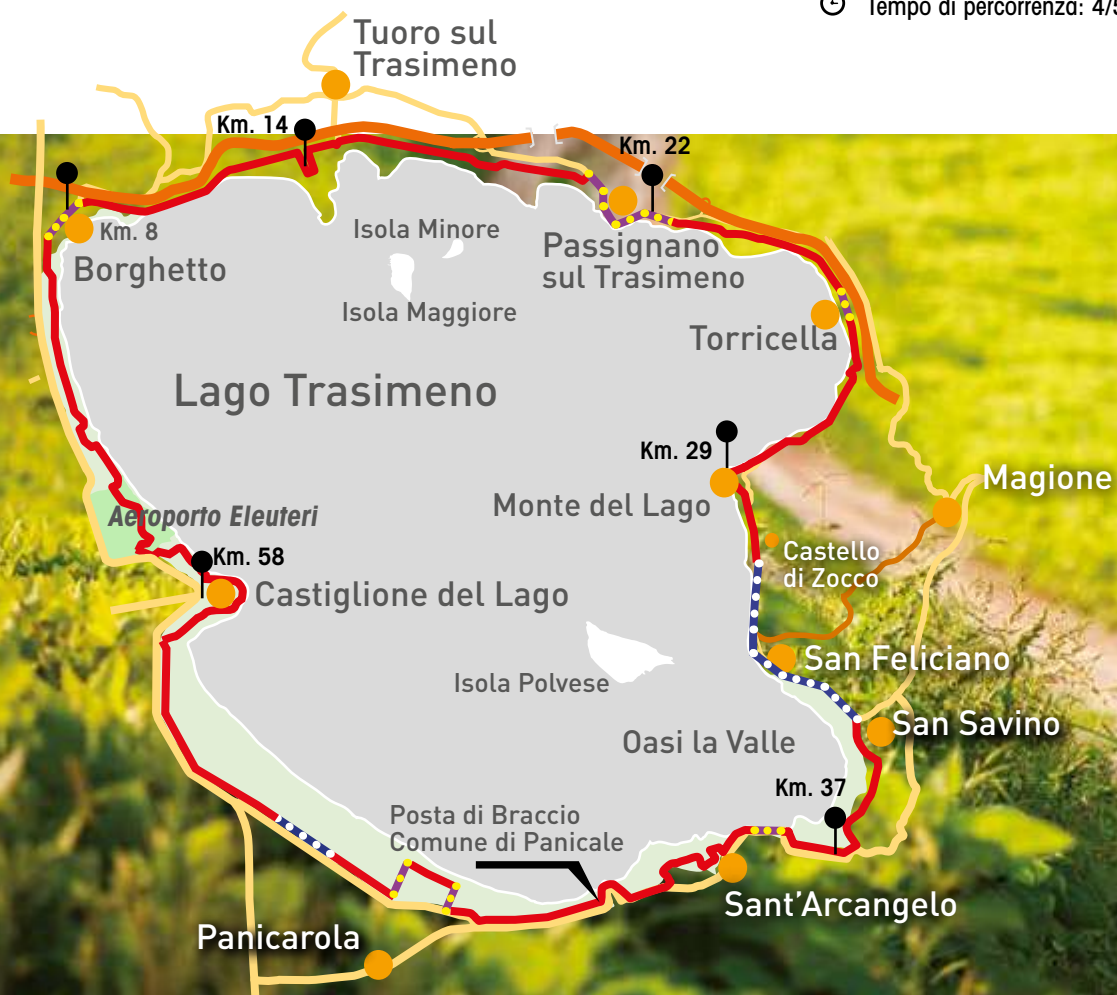 Tempo di percorrenza: 4/5
Tuoro sul
Trasimeno
Km. 14
Km. 22
Km. 8
Borghetto
Isola Minore
Passignano
sul Trasimeno
Isola Maggiore
Torricella
Lago Trasimeno
Km. 29
Magione
Monte del Lago
Aeroporto Eleuteri
Castello
di Zocco
Km. 58
Castiglione del Lago
San Feliciano
Isola Polvese
San Savino
Oasi la Valle
Km. 37
Posta di Braccio
Comune di Panicale
Sant'Arcangelo
Panicarola